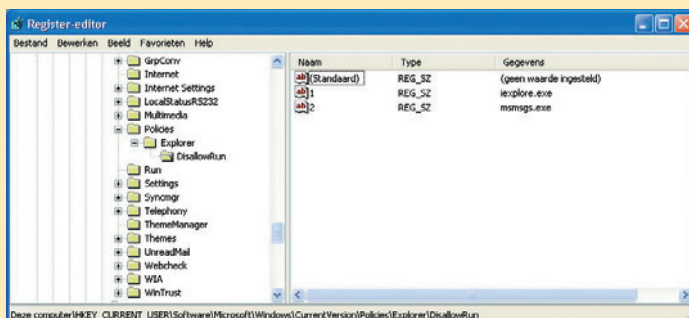 Register-editor
Bestand Bewerken Beeld Favorieten Help
GrpConv
Internet
Internet Settings
LocalStatusRS232
Multimedia
Policies
Explorer
DisallowRun
Run
Settings
Syncmgr
Telephony
ThemeManager
Themes
UnreadMail
Webcheck
WIA
WinTrust
Naam Type Gegevens
(Standaard) REG_SZ (geen waarde ingesteld)
1 REG_SZ iexplore.exe
2 REG_SZ msmsgs.exe
Deze computer\HKEY_CURRENT_USER\Software\Microsoft\Windows\CurrentVersion\Policies\Explorer\DisallowRun